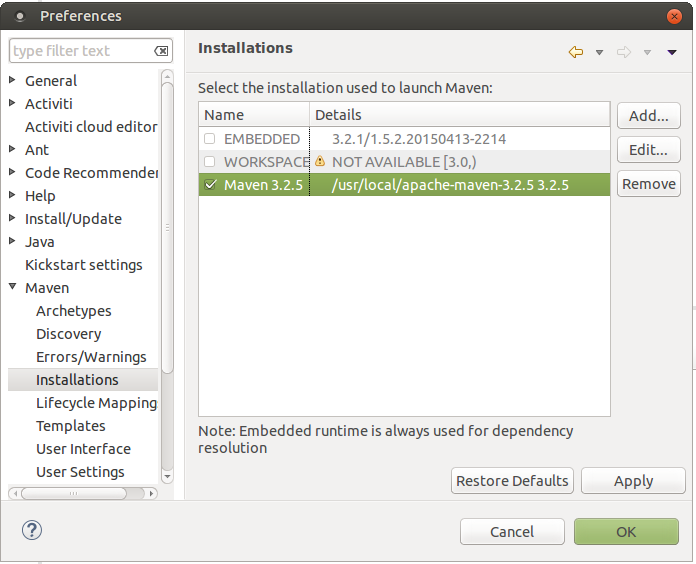 Preferences
type filter text
General
Activiti
Activiti cloud editor
Ant
Code Recommender
Help
Install/Update
Java
Kickstart settings
Maven
Archetypes
Discovery
Errors/Warnings
Installations
Lifecycle Mapping
Templates
User Interface
User Settings
Installations
Select the installation used to launch Maven:
Name Details
EMBEDDED 3.2.1/1.5.2.20150413-2214
WORKSPACE NOT AVAILABLE [3.0,)
Maven 3.2.5 /usr/local/apache-maven-3.2.5 3.2.5
Add...
Edit...
Remove
Note: Embedded runtime is always used for dependency
resolution
Restore Defaults Apply
Cancel OK